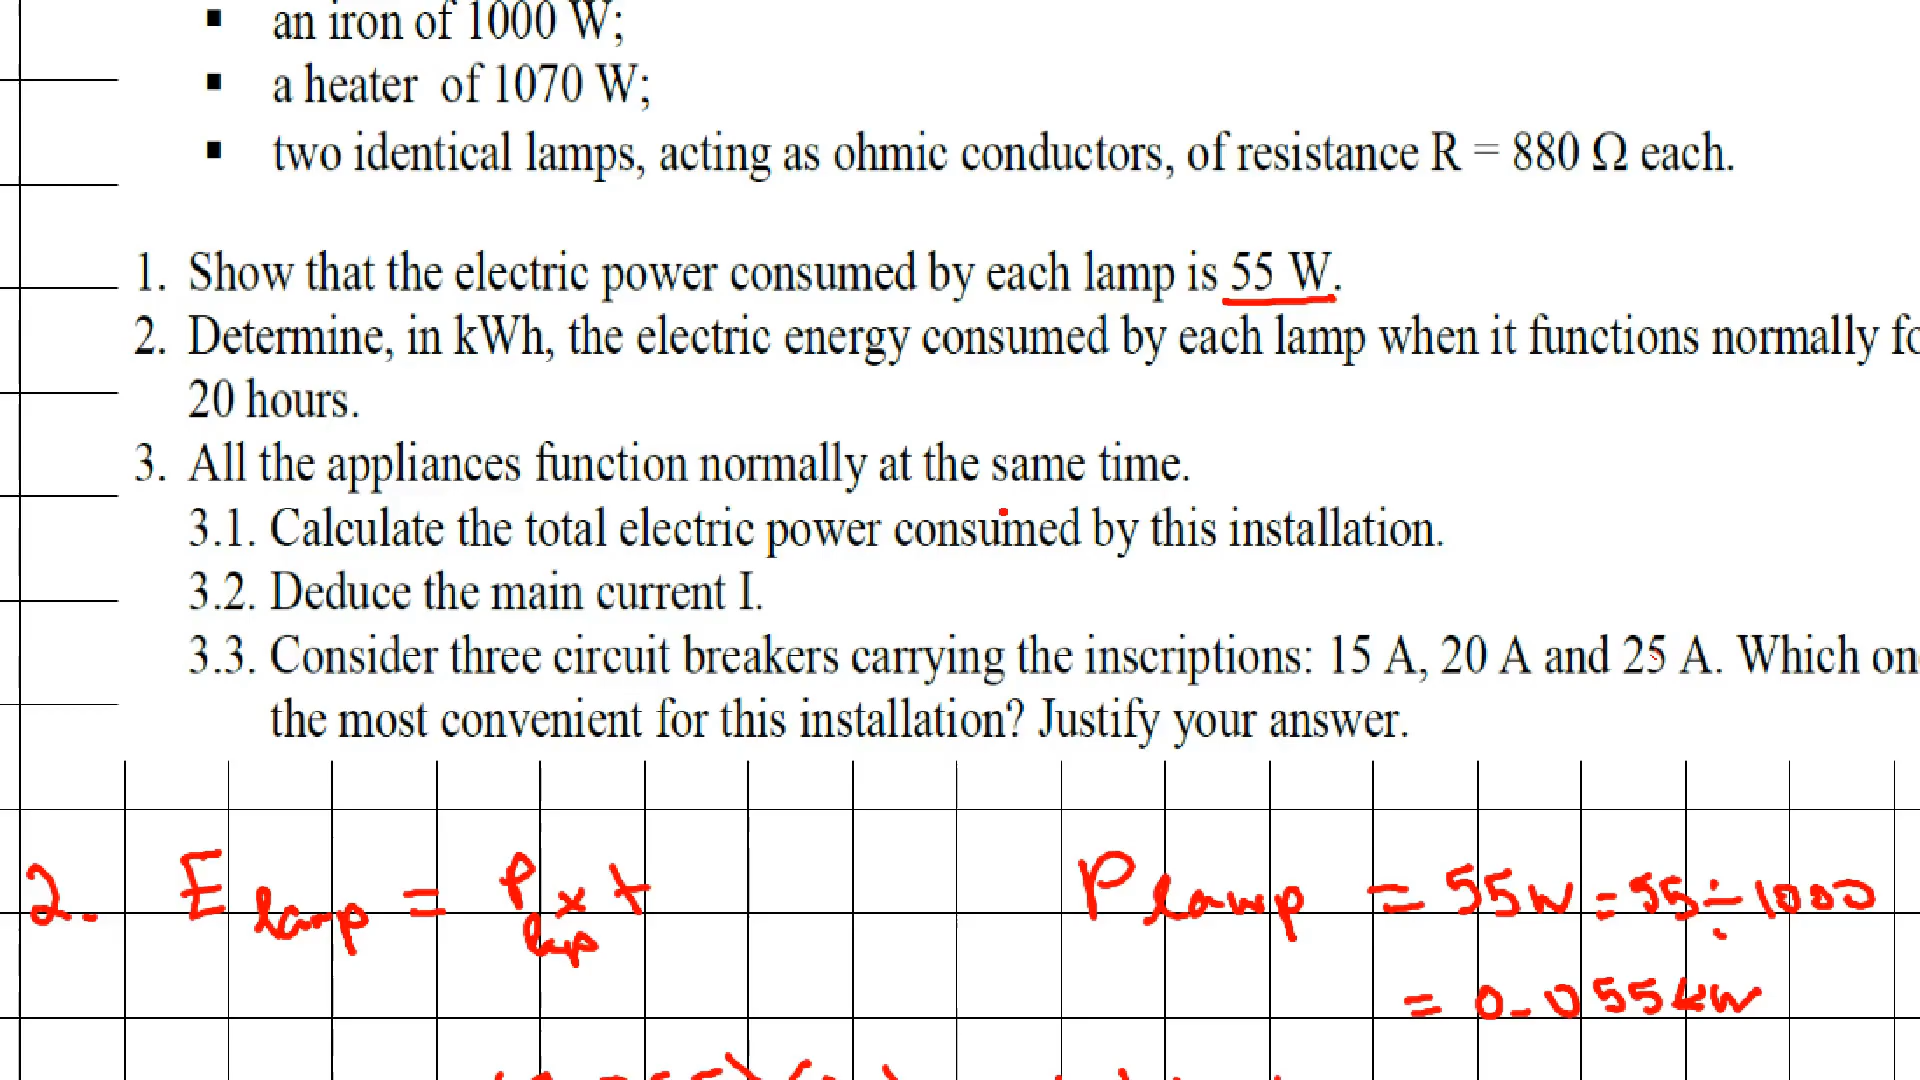 ▪ an iron of 1000 W;
▪ a heater of 1070 W;
▪ two identical lamps, acting as ohmic conductors, of resistance R = 880 Ω each.
1. Show that the electric power consumed by each lamp is 55 W.
2. Determine, in kWh, the electric energy consumed by each lamp when it functions normally fo
20 hours.
3. All the appliances function normally at the same time.
3.1. Calculate the total electric power consumed by this installation.
3.2. Deduce the main current I.
3.3. Consider three circuit breakers carrying the inscriptions: 15 A, 20 A and 25 A. Which on
the most convenient for this installation? Justify your answer.
2. E lamp = P lamp x t P lamp = 55W = 55 ÷ 1000
= 0.055kW